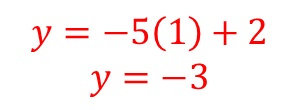 y = −5(1) + 2
y = −3